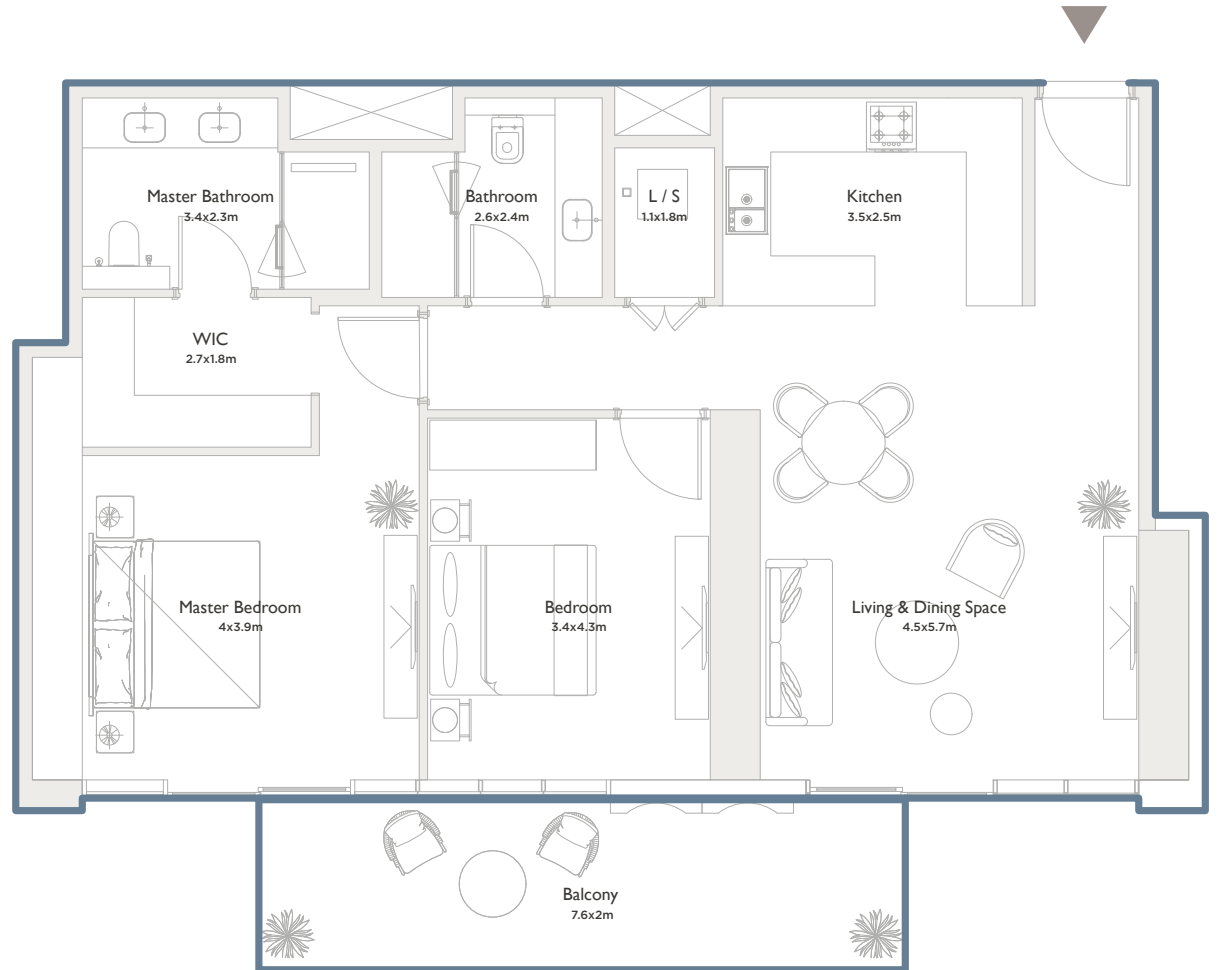 Master Bathroom
3.4x2.3m
Bathroom
2.6x2.4m
L / S
1.1x1.8m
Kitchen
3.5x2.5m
WIC
2.7x1.8m
Master Bedroom
4x3.9m
Bedroom
3.4x4.3m
Living & Dining Space
4.5x5.7m
Balcony
7.6x2m